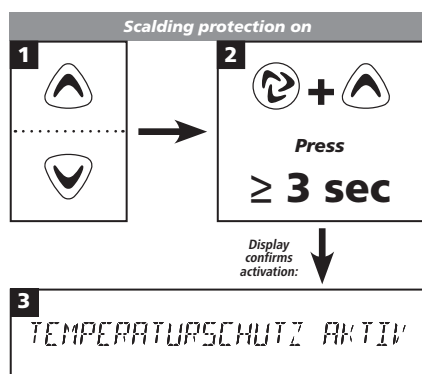 Scalding protection on
1
2
+
Press
≥ 3 sec
Display
confirms
activation:
3
TEMPERATURSCHUTZ AKTIV